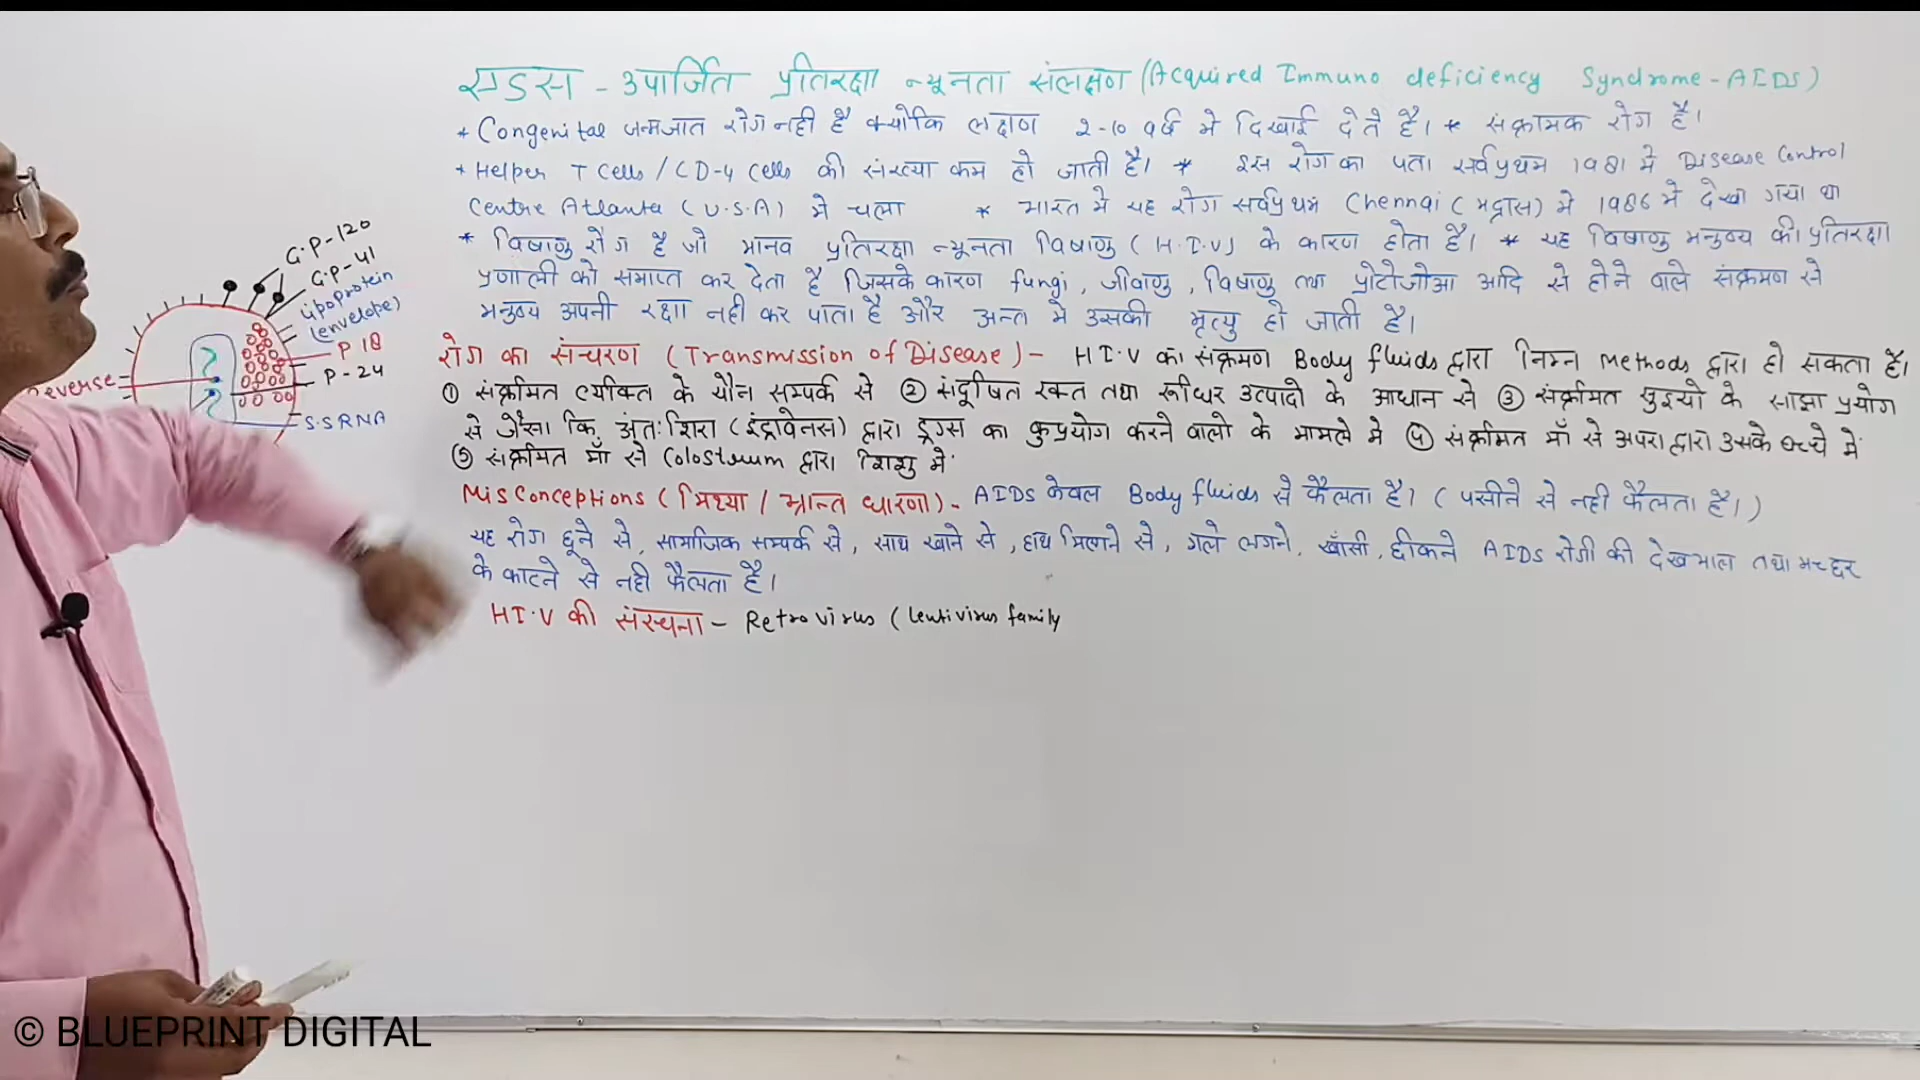 एड्स - उपार्जित प्रतिरक्षा न्यूनता संलक्षण (Acquired Immuno deficiency Syndrome - AIDS)
* Congenital जन्मजात रोग नही है क्योकि लक्षण 2-10 वर्ष मे दिखाई देते है। * संक्रामक रोग है।
* Helper T Cells / CD-4 Cells की संख्या कम हो जाती है। * इस रोग का पता सर्वप्रथम 1981 मे Disease Control
Centre Atlanta (U.S.A) मे चला * भारत मे यह रोग सर्वप्रथम Chennai (मद्रास) मे 1986 मे देखा गया था
* विषाणु रोग है जो मानव प्रतिरक्षा न्यूनता विषाणु (H.I.V) के कारण होता है। * यह विषाणु मनुष्य की प्रतिरक्षा
प्रणाली को समाप्त कर देता है जिसके कारण fungi, जीवाणु, विषाणु तथा प्रोटोजोआ आदि से होने वाले संक्रमण से
मनुष्य अपनी रक्षा नही कर पाता है और अन्त मे उसकी मृत्यु हो जाती है।
रोग का संचरण (Transmission of Disease) - HI.V का संक्रमण Body fluids द्वारा निम्न Methods द्वारा हो सकता है।
① संक्रमित व्यक्ति के यौन सम्पर्क से ② संदूषित रक्त तथा रूधिर उत्पादो के आधान से ③ संक्रमित सुइयो के साझा प्रयोग
से जैसा कि अंतःशिरा (इंट्रावेनस) द्वारा ड्रग्स का कुप्रयोग करने वालो के मामले मे ④ संक्रमित माँ से अपरा द्वारा उसके बच्चे में
⑤ संक्रमित माँ से Colostrum द्वारा शिशु में
Misconceptions (मिथ्या / भ्रान्त धारणा) - AIDS केवल Body fluids से फैलता है। (पसीने से नही फैलता है।)
यह रोग छूने से, सामाजिक सम्पर्क से, साथ खाने से, हाथ मिलाने से, गले लगने, खाँसी, छीकने AIDS रोगी की देखभाल तथा मच्छर
के काटने से नही फैलता है।
HI.V की संरचना - Retrovirus (Lentivirus family
G.P-120
G.P-41
Lipoprotein
(envelope)
P 18
P-24
Reverse
S.S RNA
© BLUEPRINT DIGITAL